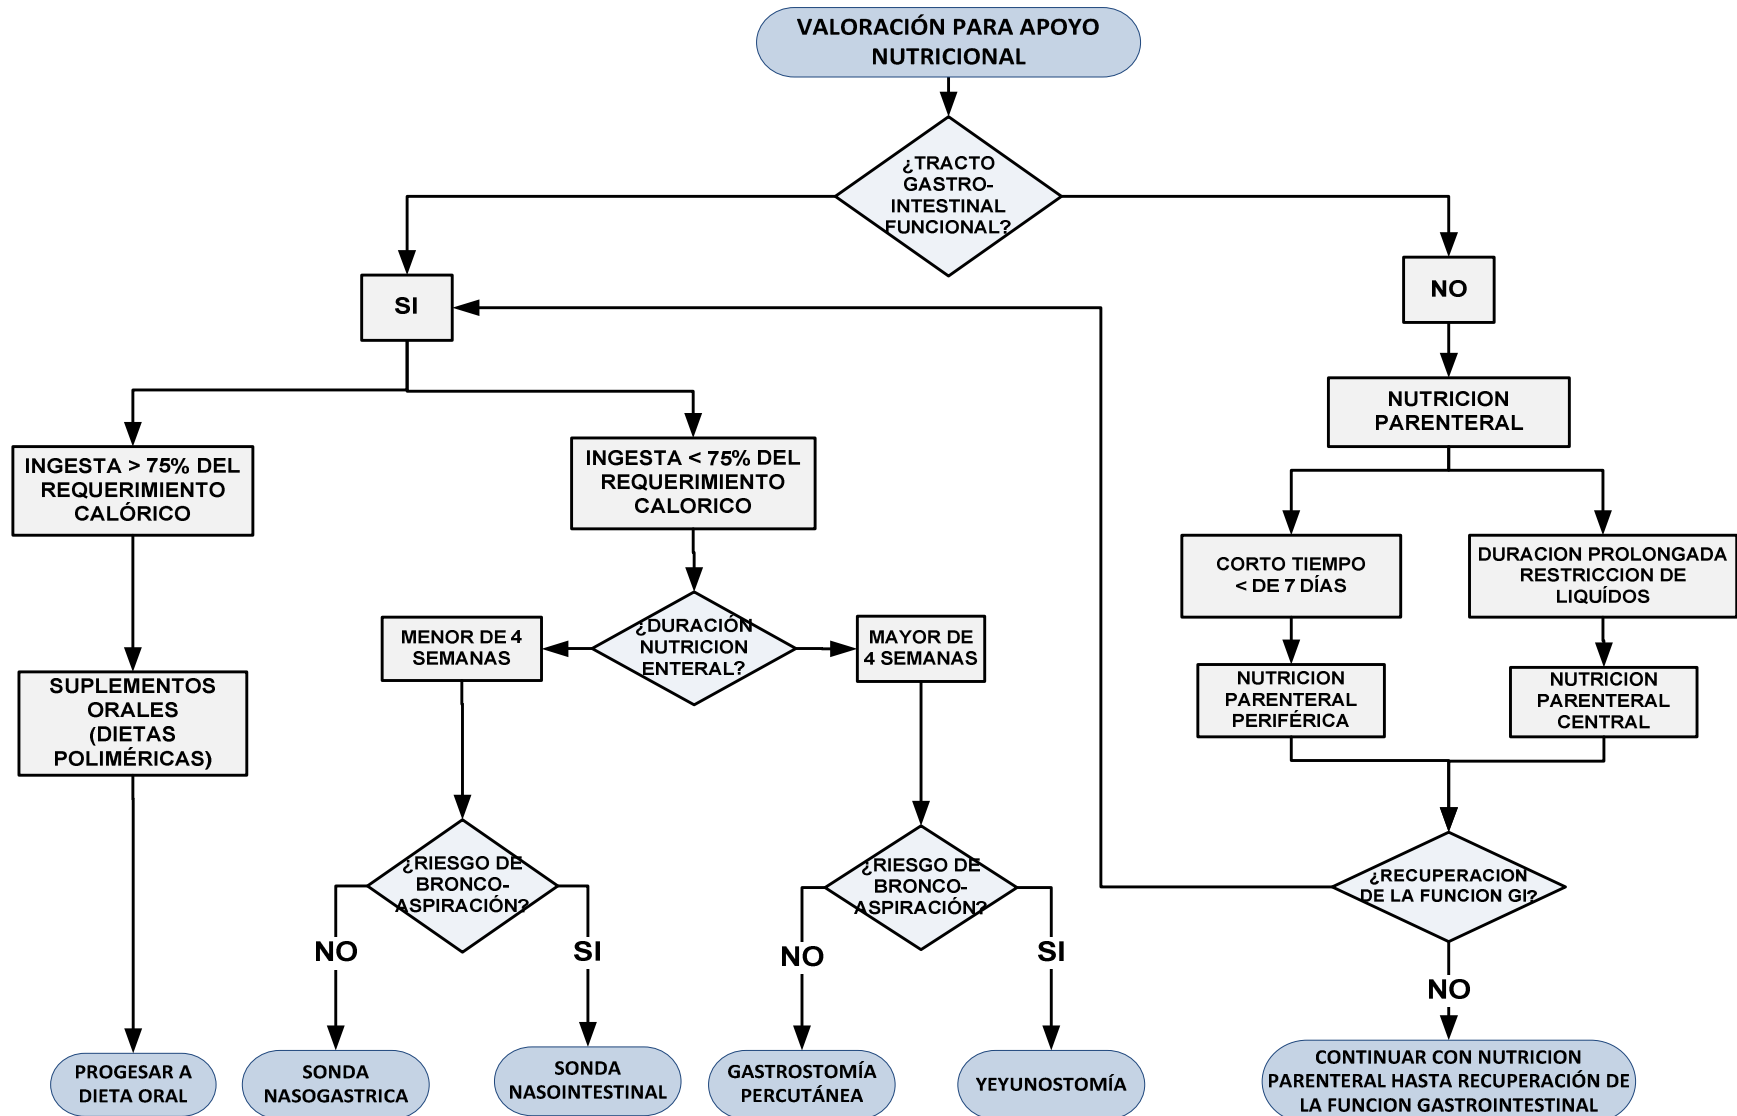 VALORACIÓN PARA APOYO
NUTRICIONAL
¿TRACTO
GASTRO-
INTESTINAL
FUNCIONAL?
SI
NO
NUTRICION
PARENTERAL
INGESTA > 75% DEL
REQUERIMIENTO
CALÓRICO
INGESTA < 75% DEL
REQUERIMIENTO
CALORICO
CORTO TIEMPO
< DE 7 DÍAS
DURACION PROLONGADA
RESTRICCION DE
LIQUÍDOS
MENOR DE 4
SEMANAS
¿DURACIÓN
NUTRICION
ENTERAL?
MAYOR DE
4 SEMANAS
SUPLEMENTOS
ORALES
(DIETAS
POLIMÉRICAS)
NUTRICION
PARENTERAL
PERIFÉRICA
NUTRICION
PARENTERAL
CENTRAL
¿RIESGO DE
BRONCO-
ASPIRACIÓN?
¿RIESGO DE
BRONCO-
ASPIRACIÓN?
¿RECUPERACION
DE LA FUNCION GI?
NO
SI
NO
SI
NO
PROGESAR A
DIETA ORAL
SONDA
NASOGASTRICA
SONDA
NASOINTESTINAL
GASTROSTOMÍA
PERCUTÁNEA
YEYUNOSTOMÍA
CONTINUAR CON NUTRICION
PARENTERAL HASTA RECUPERACIÓN DE
LA FUNCION GASTROINTESTINAL